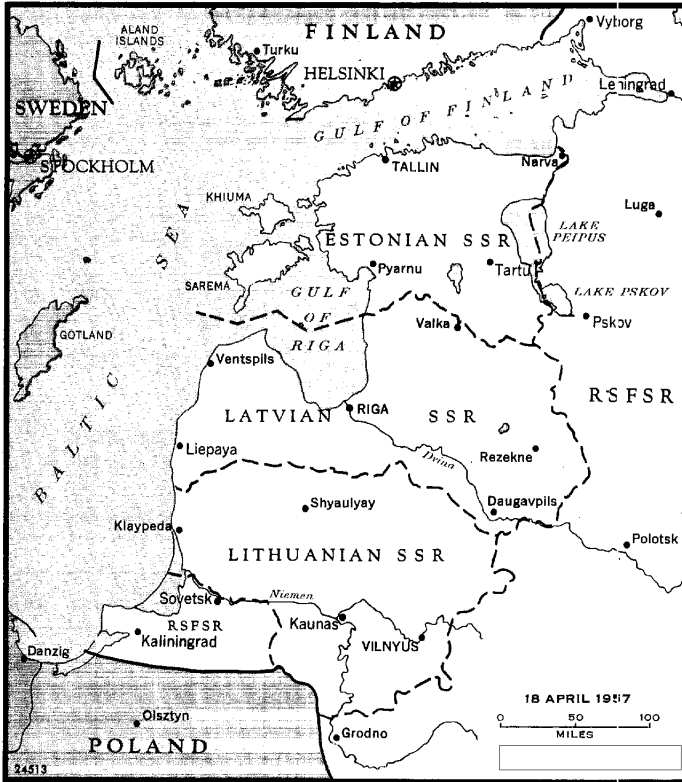 ALAND
ISLANDS
Turku
FINLAND
HELSINKI
Vyborg
Leningrad
SWEDEN
STOCKHOLM
GULF OF FINLAND
TALLIN
Narva
Luga
KHIUMA
BALTIC SEA
ESTONIAN SSR
LAKE
PEIPUS
Pyarnu
Tartu
SAREMA
GULF
OF
RIGA
LAKE PSKOV
Pskov
GOTLAND
Valka
Ventspils
RSFSR
LATVIAN SSR
RIGA
Liepaya
Dvina
Rezekne
Shyaulyay
Daugavpils
Klaypeda
Polotsk
LITHUANIAN SSR
Sovetsk
Niemen
RSFSR
Kaliningrad
Kaunas
VILNYUS
Danzig
18 APRIL 1957
0 50 100
MILES
Olsztyn
POLAND
Grodno
24513